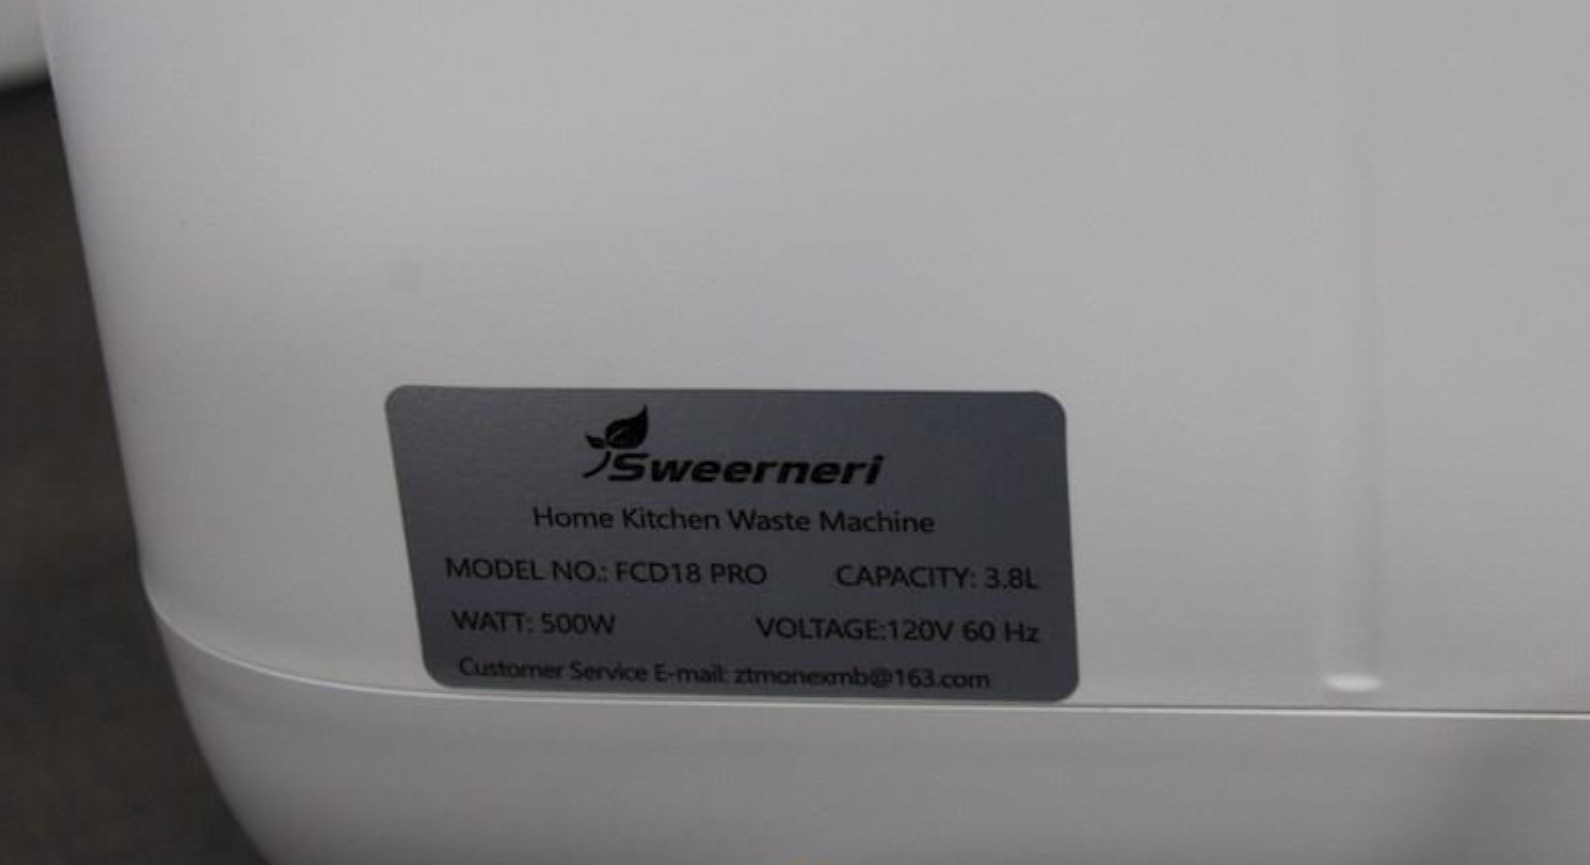 Sweerneri
Home Kitchen Waste Machine
MODEL NO.: FCD18 PRO CAPACITY: 3.8L
WATT: 500W VOLTAGE:120V 60 Hz
Customer Service E-mail: ztmonexmb@163.com